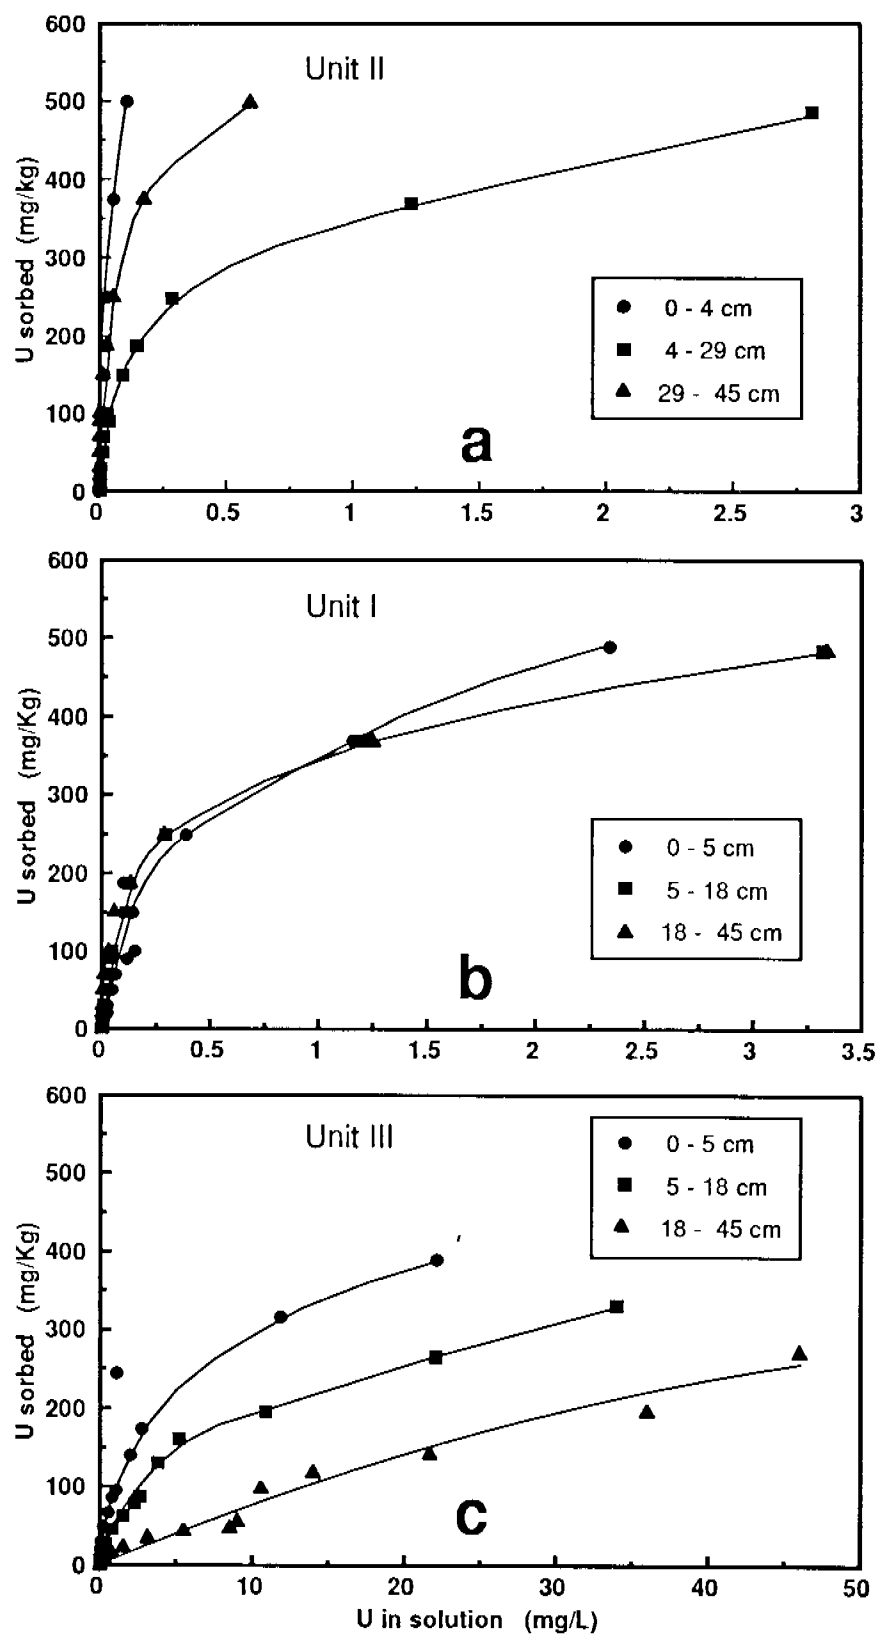 600
Unit II
500
400
U sorbed (mg/kg)
300
0 - 4 cm
200
4 - 29 cm
29 - 45 cm
100
a
0
0 0.5 1 1.5 2 2.5 3
600
Unit I
500
400
U sorbed (mg/Kg)
300
0 - 5 cm
200
5 - 18 cm
18 - 45 cm
100
b
0
0 0.5 1 1.5 2 2.5 3 3.5
600
Unit III
0 - 5 cm
500
5 - 18 cm
18 - 45 cm
400
U sorbed (mg/Kg)
300
200
100
c
0
0 10 20 30 40 50
U in solution (mg/L)